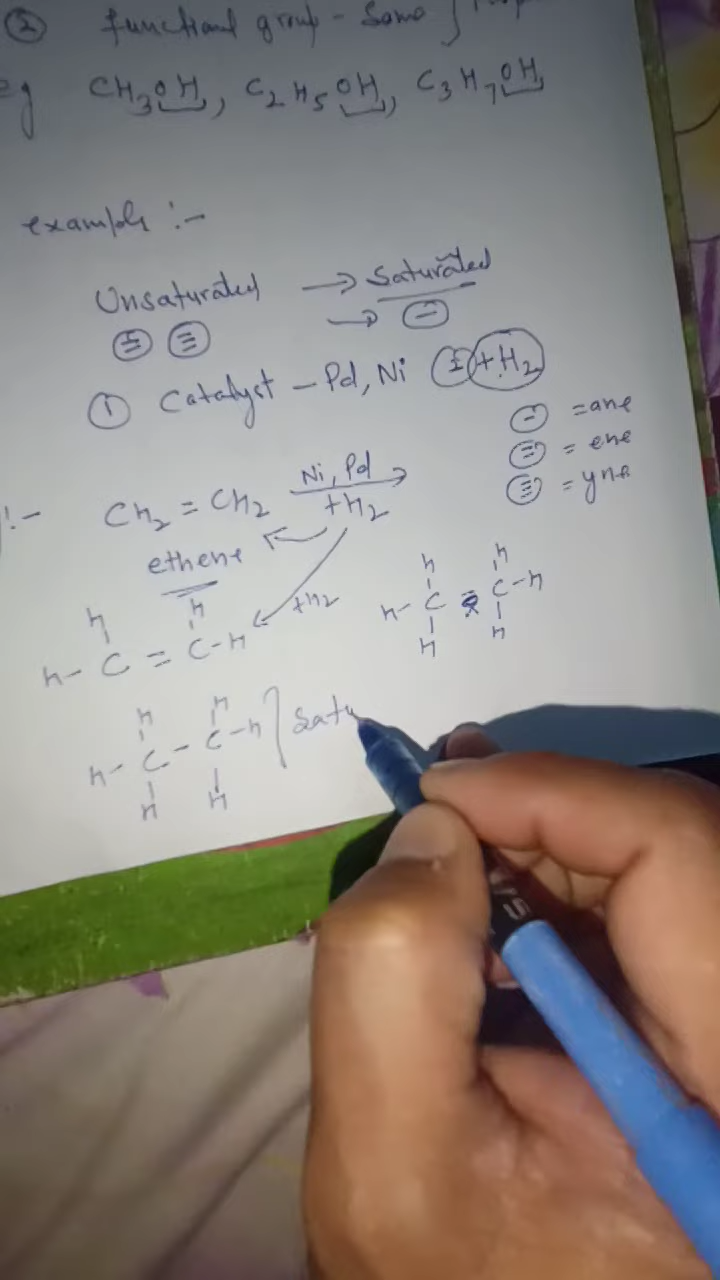 ② functional group - Same }
eg CH3OH, C2H5OH, C3H7OH
example :-
Unsaturated → Saturated
= ≡ → -
① Catalyst - Pd, Ni = + H2
- = ane
= = ene
≡ = yne
:- CH2 = CH2 Ni, Pd → +H2
ethene
+H2
H H
H - C = C - H
H H
H - C = C - H
H H
H H
H - C - C - H } Satu
H H